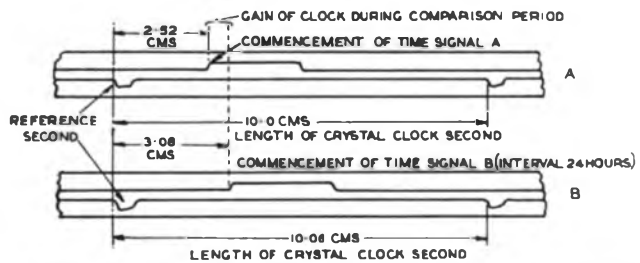 GAIN OF CLOCK DURING COMPARISON PERIOD
2·52
CMS
COMMENCEMENT OF TIME SIGNAL A
A
REFERENCE
SECOND
10·0 CMS
LENGTH OF CRYSTAL CLOCK SECOND
3·08
CMS
COMMENCEMENT OF TIME SIGNAL B (INTERVAL 24 HOURS)
B
10·06 CMS
LENGTH OF CRYSTAL CLOCK SECOND